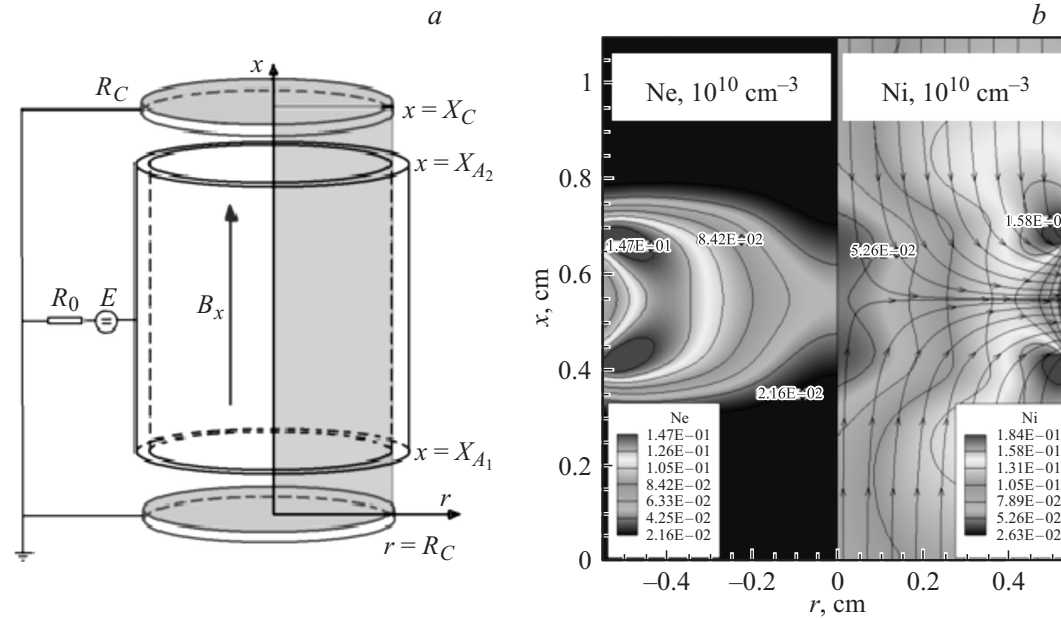 a
x
R_C
x = X_C
x = X_{A_2}
B_x
R_0
E
x = X_{A_1}
r
r = R_C
b
Ne, 10^{10} cm^{–3}
Ni, 10^{10} cm^{–3}
x, cm
1
0.8
0.6
0.4
0.2
0
1.47E–01
8.42E–02
2.16E–02
5.26E–02
Ne
1.47E–01
1.26E–01
1.05E–01
8.42E–02
6.33E–02
4.25E–02
2.16E–02
Ni
1.84E–01
1.58E–01
1.31E–01
1.05E–01
7.89E–02
5.26E–02
2.63E–02
–0.4
–0.2
0
0.2
0.4
r, cm